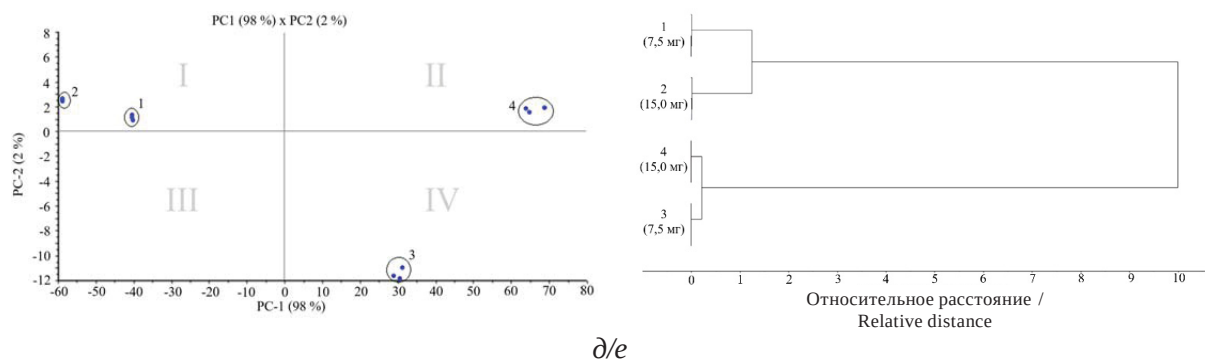 PC1 (98 %) x PC2 (2 %)
8
6
4
2
0
-2
-4
-6
-8
-10
-12
PC-2 (2 %)
I
II
III
IV
2
1
4
3
-60 -50 -40 -30 -20 -10 0 10 20 30 40 50 60 70 80
PC-1 (98 %)
1
(7,5 мг)
2
(15,0 мг)
4
(15,0 мг)
3
(7,5 мг)
0 1 2 3 4 5 6 7 8 9 10
Относительное расстояние /
Relative distance
д/е